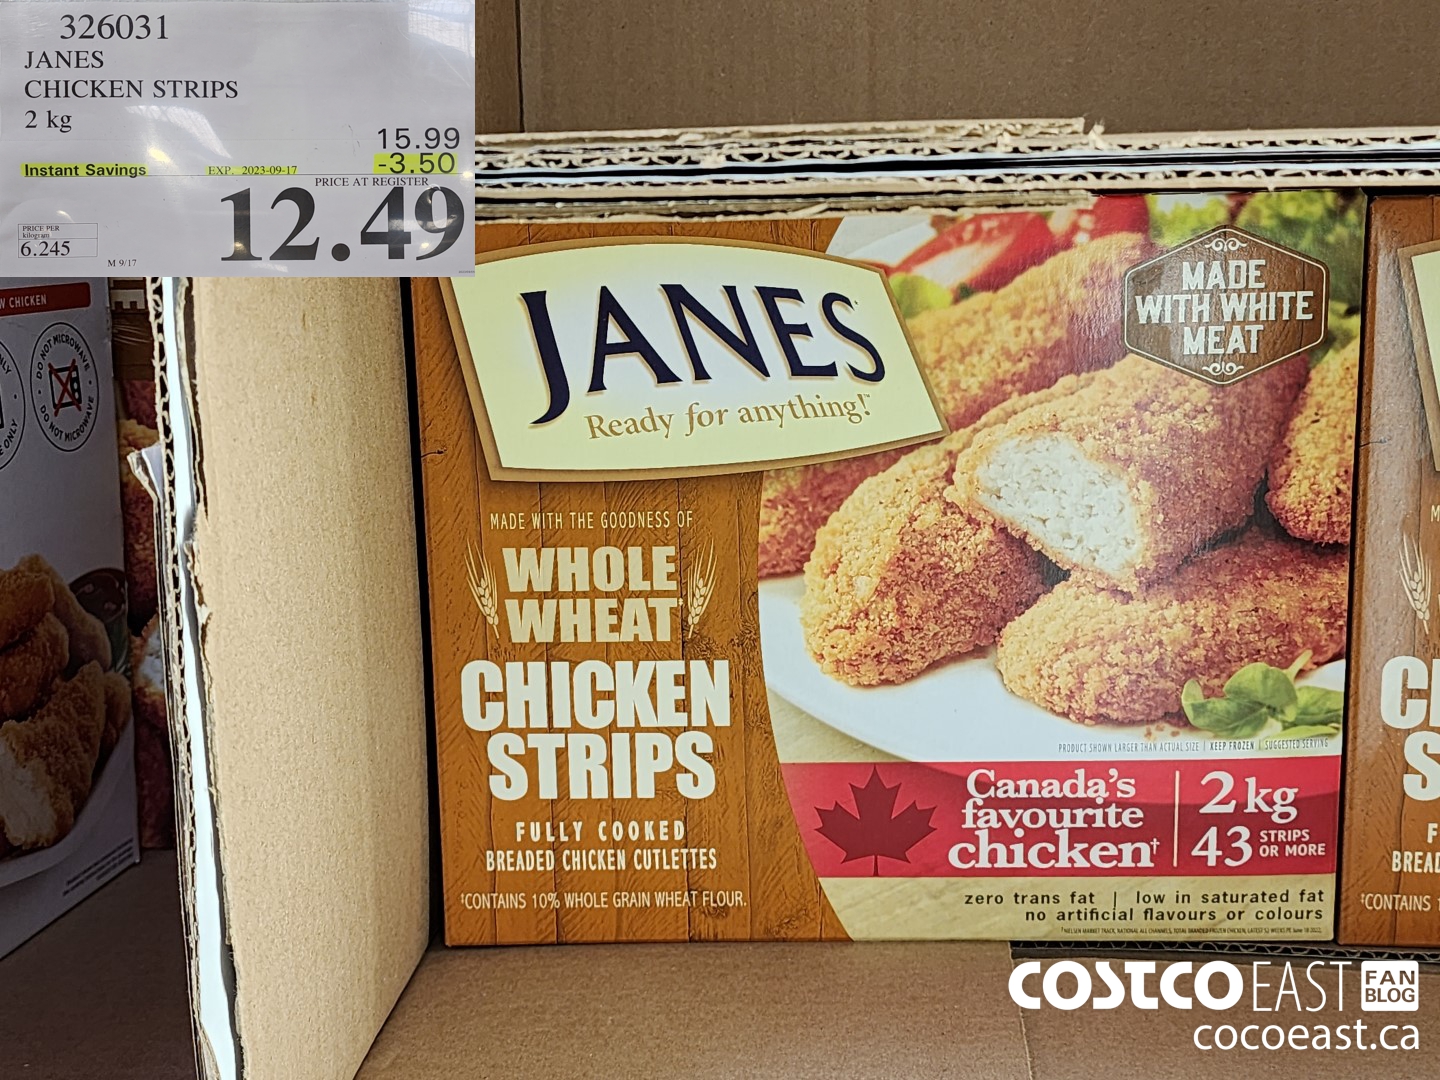 326031
JANES
CHICKEN STRIPS
2 kg
15.99
Instant Savings EXP. 2023-09-17 -3.50
PRICE AT REGISTER
12.49
PRICE PER
kilogram
6.245
M 9/17
W CHICKEN
DO NOT MICROWAVE
DO NOT MICROWAVE
JANES
Ready for anything!
MADE
WITH WHITE
MEAT
MADE WITH THE GOODNESS OF
WHOLE
WHEAT
CHICKEN
STRIPS
FULLY COOKED
BREADED CHICKEN CUTLETTES
‡CONTAINS 10% WHOLE GRAIN WHEAT FLOUR.
PRODUCT SHOWN LARGER THAN ACTUAL SIZE | KEEP FROZEN | SUGGESTED SERVING
Canada's
favourite
chicken†
2 kg
43 STRIPS
OR MORE
zero trans fat | low in saturated fat
no artificial flavours or colours
‡CONTAINS
COSTCO EAST FAN
BLOG
cocoeast.ca